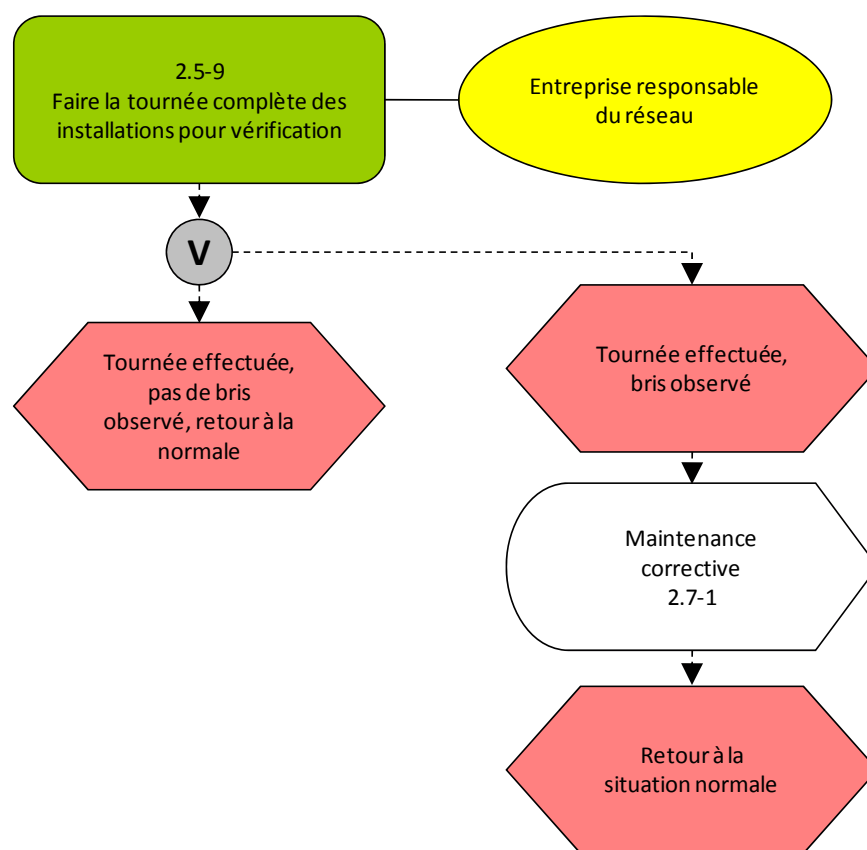 2.5-9
Faire la tournée complète des
installations pour vérification
Entreprise responsable
du réseau
V
Tournée effectuée,
pas de bris
observé, retour à la
normale
Tournée effectuée,
bris observé
Maintenance
corrective
2.7-1
Retour à la
situation normale